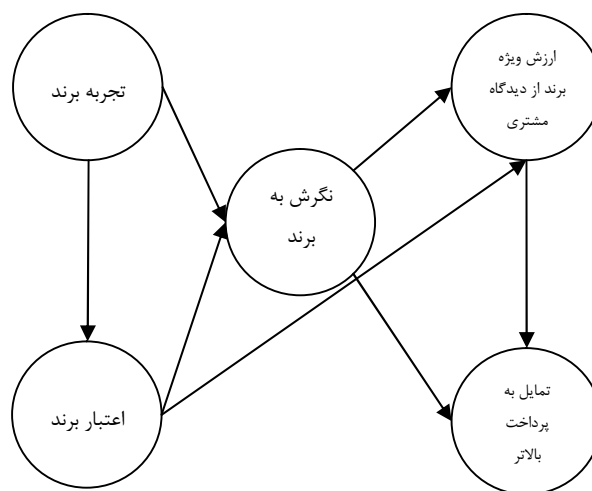 تجربه برند
ارزش ویژه
برند از دیدگاه
مشتری
نگرش به
برند
اعتبار برند
تمایل به
پرداخت
بالاتر